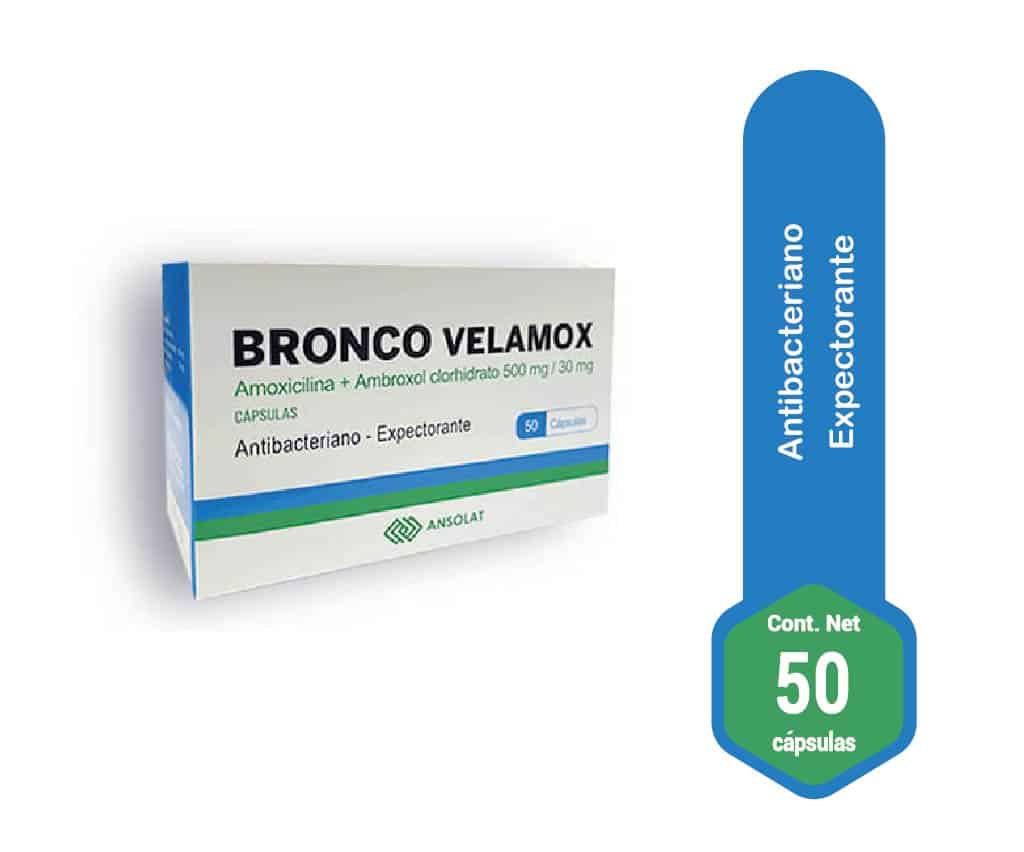 BRONCO VELAMOX
Amoxicilina + Ambroxol clorhidrato 500 mg / 30 mg
CÁPSULAS
Antibacteriano - Expectorante
50 Cápsulas
ANSOLAT
Antibacteriano
Expectorante
Cont. Net
50
cápsulas